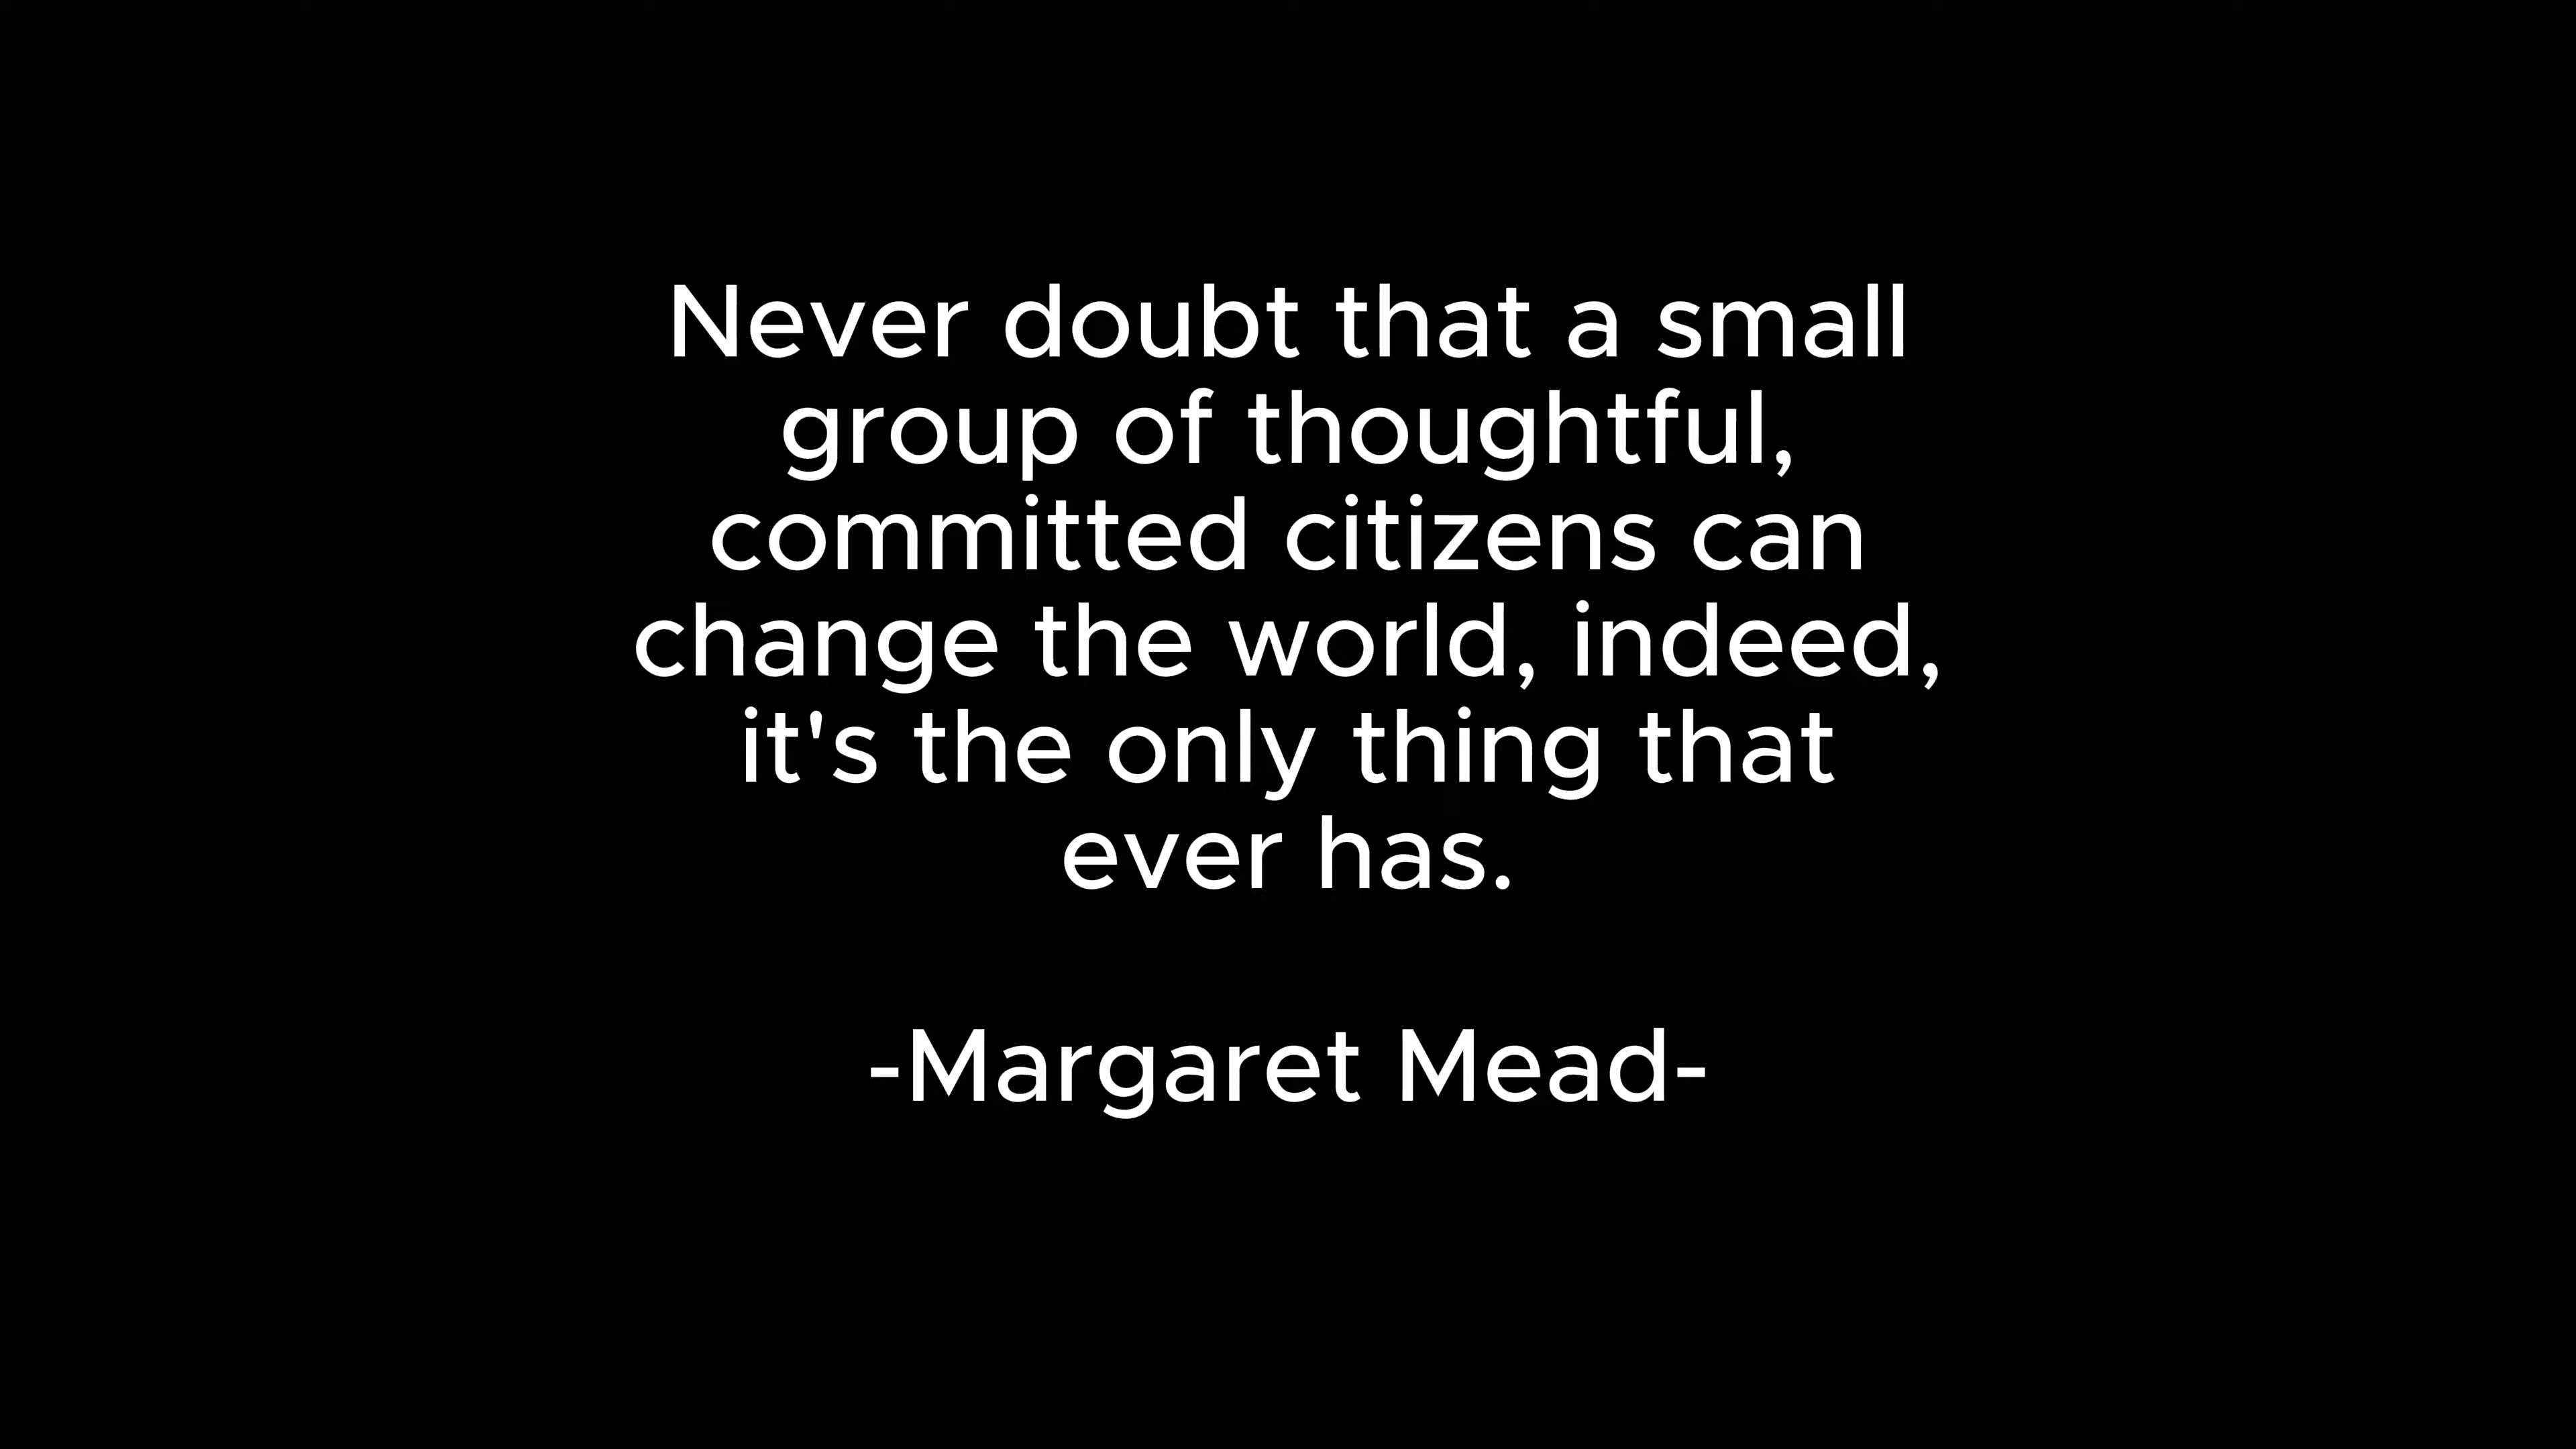 Never doubt that a small
group of thoughtful,
committed citizens can
change the world, indeed,
it's the only thing that
ever has.
-Margaret Mead-